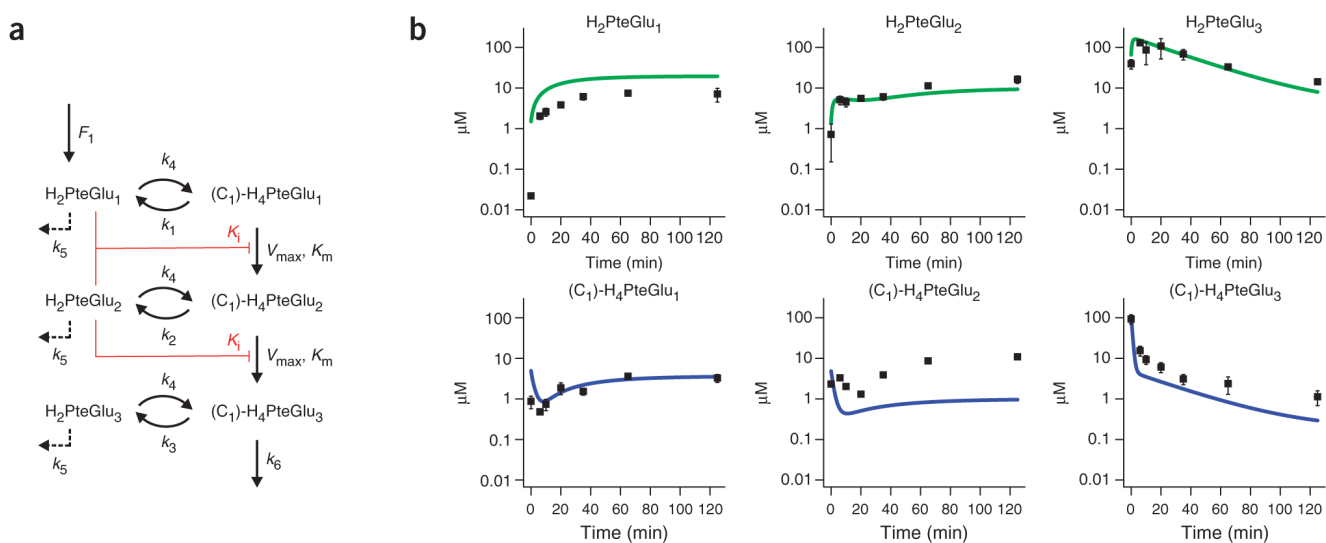 a
F1
k4
H2PteGlu1
(C1)-H4PteGlu1
k1
k5
Ki
Vmax, Km
k4
H2PteGlu2
(C1)-H4PteGlu2
k2
k5
Ki
Vmax, Km
k4
H2PteGlu3
(C1)-H4PteGlu3
k3
k5
k6
b
H2PteGlu1
100
10
1
0.1
0.01
µM
0 20 40 60 80 100 120
Time (min)
H2PteGlu2
100
10
1
0.1
0.01
µM
0 20 40 60 80 100 120
Time (min)
H2PteGlu3
100
10
1
0.1
0.01
µM
0 20 40 60 80 100 120
Time (min)
(C1)-H4PteGlu1
100
10
1
0.1
0.01
µM
0 20 40 60 80 100 120
Time (min)
(C1)-H4PteGlu2
100
10
1
0.1
0.01
µM
0 20 40 60 80 100 120
Time (min)
(C1)-H4PteGlu3
100
10
1
0.1
0.01
µM
0 20 40 60 80 100 120
Time (min)